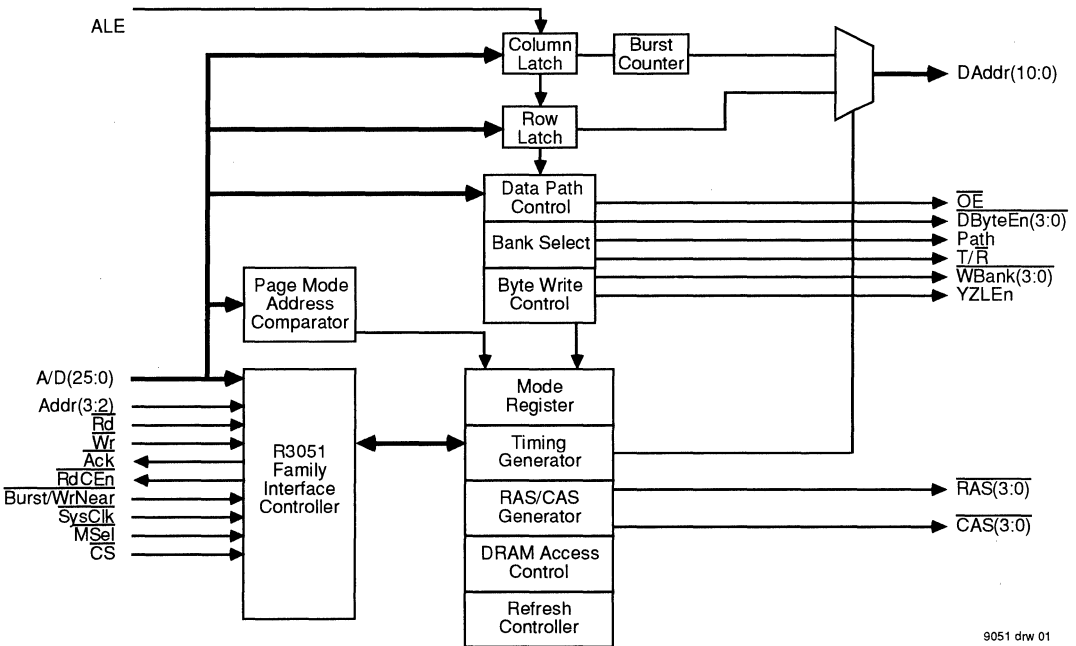 ALE
Column
Latch
Burst
Counter
DAddr(10:0)
Row
Latch
Data Path
Control
Bank Select
Byte Write
Control
OE
DByteEn(3:0)
Path
T/R
WBank(3:0)
YZLEn
Page Mode
Address
Comparator
A/D(25:0)
Addr(3:2)
Rd
Wr
Ack
RdCEn
Burst/WrNear
SysClk
MSel
CS
R3051
Family
Interface
Controller
Mode
Register
Timing
Generator
RAS/CAS
Generator
DRAM Access
Control
Refresh
Controller
RAS(3:0)
CAS(3:0)
9051 drw 01